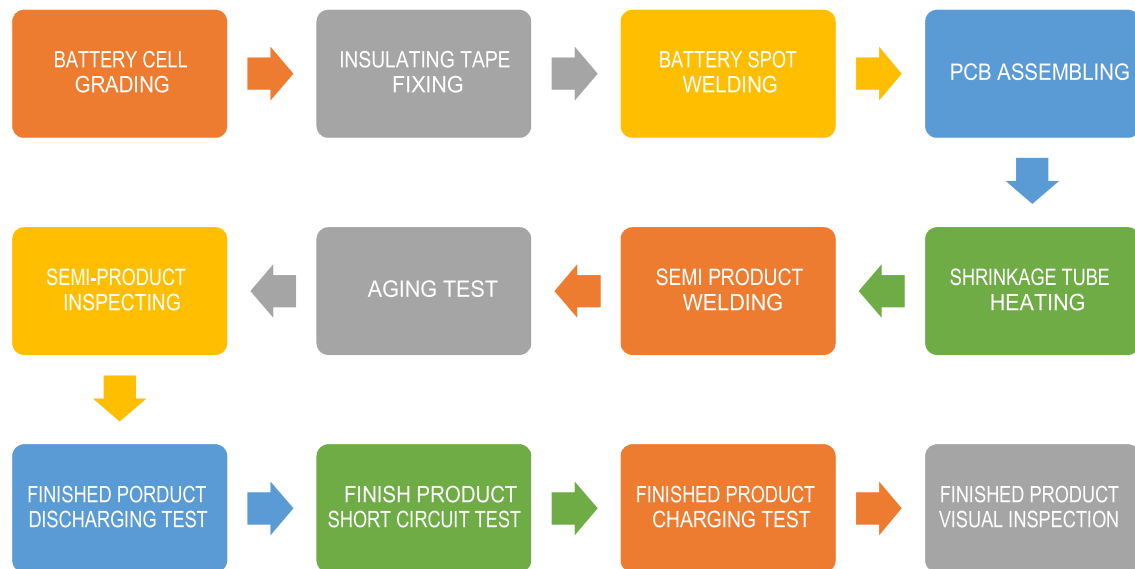 BATTERY CELL
GRADING
INSULATING TAPE
FIXING
BATTERY SPOT
WELDING
PCB ASSEMBLING
SHRINKAGE TUBE
HEATING
SEMI PRODUCT
WELDING
AGING TEST
SEMI-PRODUCT
INSPECTING
FINISHED PORDUCT
DISCHARGING TEST
FINISH PRODUCT
SHORT CIRCUIT TEST
FINISHED PRODUCT
CHARGING TEST
FINISHED PRODUCT
VISUAL INSPECTION